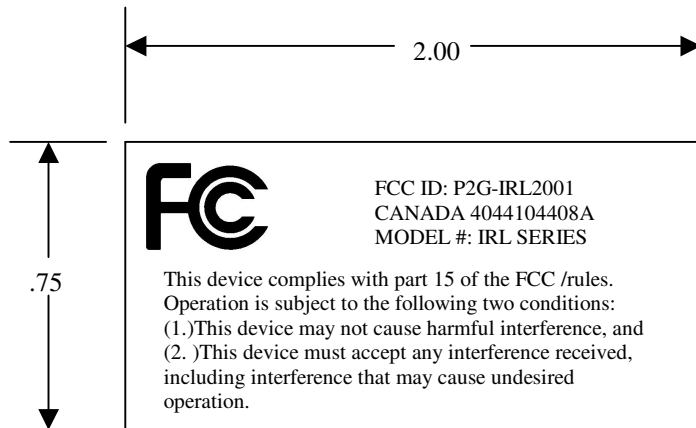 2.00
FC
FCC ID: P2G-IRL2001
CANADA 4044104408A
MODEL #: IRL SERIES
.75
This device complies with part 15 of the FCC /rules.
Operation is subject to the following two conditions:
(1.)This device may not cause harmful interference, and
(2. )This device must accept any interference received,
including interference that may cause undesired
operation.